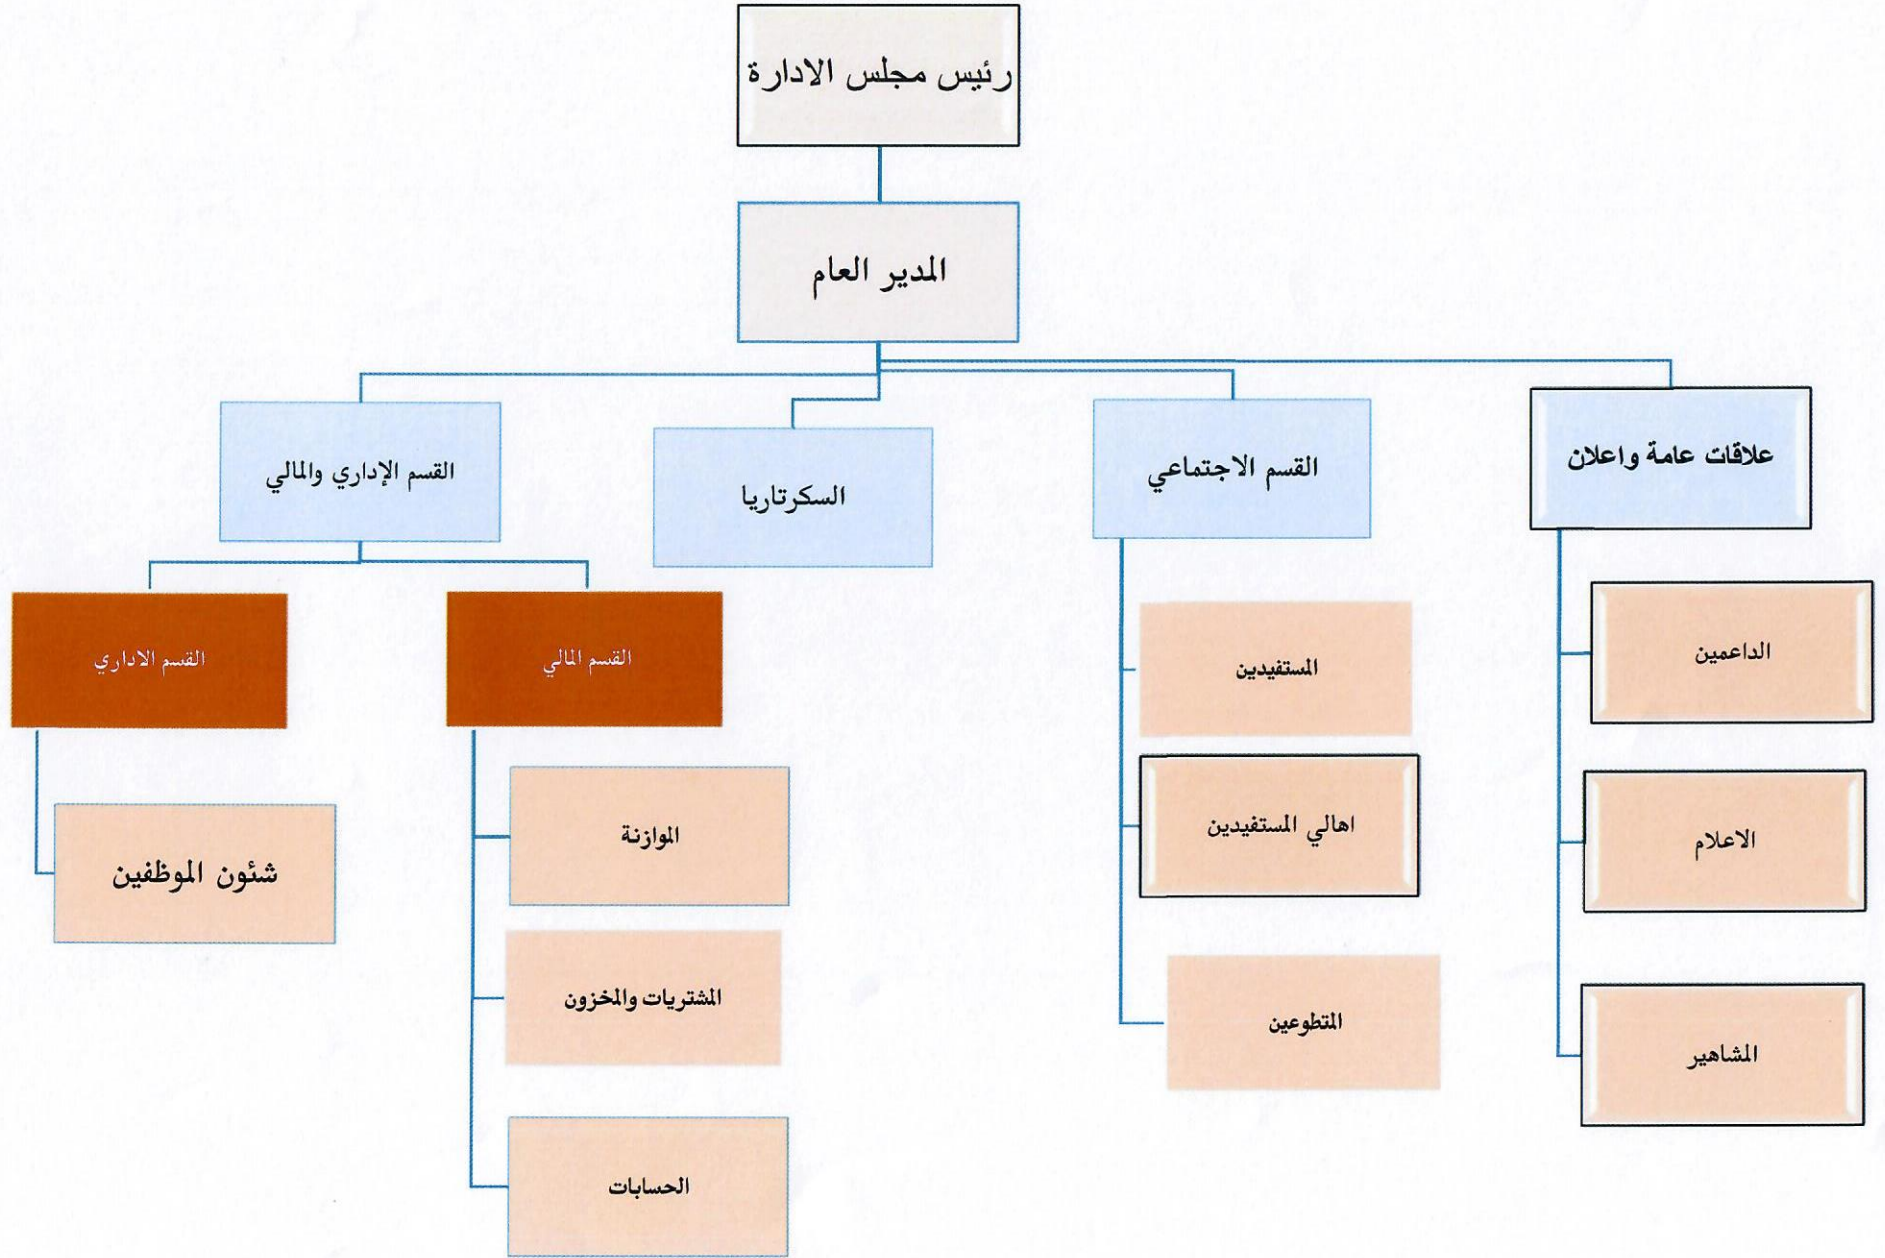 رئيس مجلس الادارة
المدير العام
علاقات عامة واعلان
القسم الاجتماعي
السكرتاريا
القسم الإداري والمالي
الداعمين
الاعلام
المشاهير
المستفيدين
اهالي المستفيدين
المتطوعين
القسم المالي
القسم الاداري
الموازنة
المشتريات والمخزون
الحسابات
شئون الموظفين